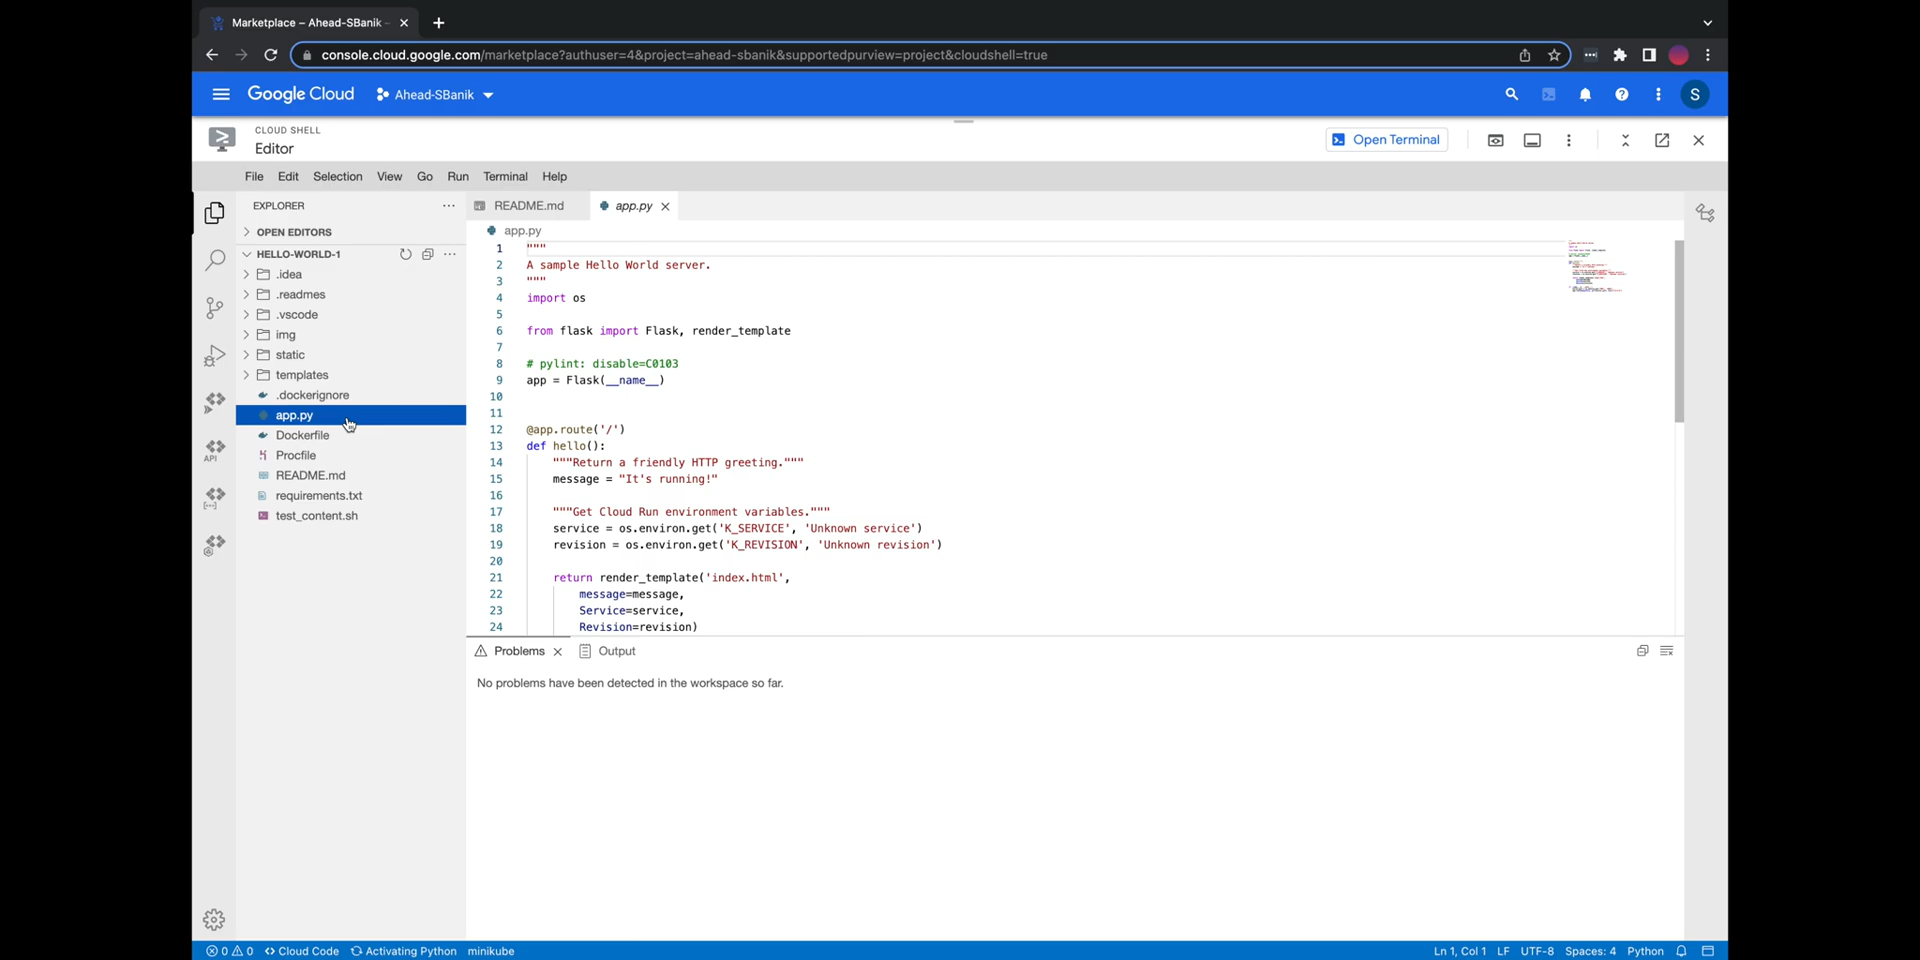 Marketplace – Ahead-SBanik -
console.cloud.google.com/marketplace?authuser=4&project=ahead-sbanik&supportedpurview=project&cloudshell=true
Google Cloud Ahead-SBanik S
CLOUD SHELL
Editor
Open Terminal
File Edit Selection View Go Run Terminal Help
EXPLORER
OPEN EDITORS
HELLO-WORLD-1
.idea
.readmes
.vscode
img
static
templates
.dockerignore
app.py
Dockerfile
Procfile
README.md
requirements.txt
test_content.sh
API
README.md app.py
app.py
1 """
2 A sample Hello World server.
3 """
4 import os
5
6 from flask import Flask, render_template
7
8 # pylint: disable=C0103
9 app = Flask(__name__)
10
11
12 @app.route('/')
13 def hello():
14 """Return a friendly HTTP greeting."""
15 message = "It's running!"
16
17 """Get Cloud Run environment variables."""
18 service = os.environ.get('K_SERVICE', 'Unknown service')
19 revision = os.environ.get('K_REVISION', 'Unknown revision')
20
21 return render_template('index.html',
22 message=message,
23 Service=service,
24 Revision=revision)
Problems Output
No problems have been detected in the workspace so far.
0 0 Cloud Code Activating Python minikube
Ln 1, Col 1 LF UTF-8 Spaces: 4 Python